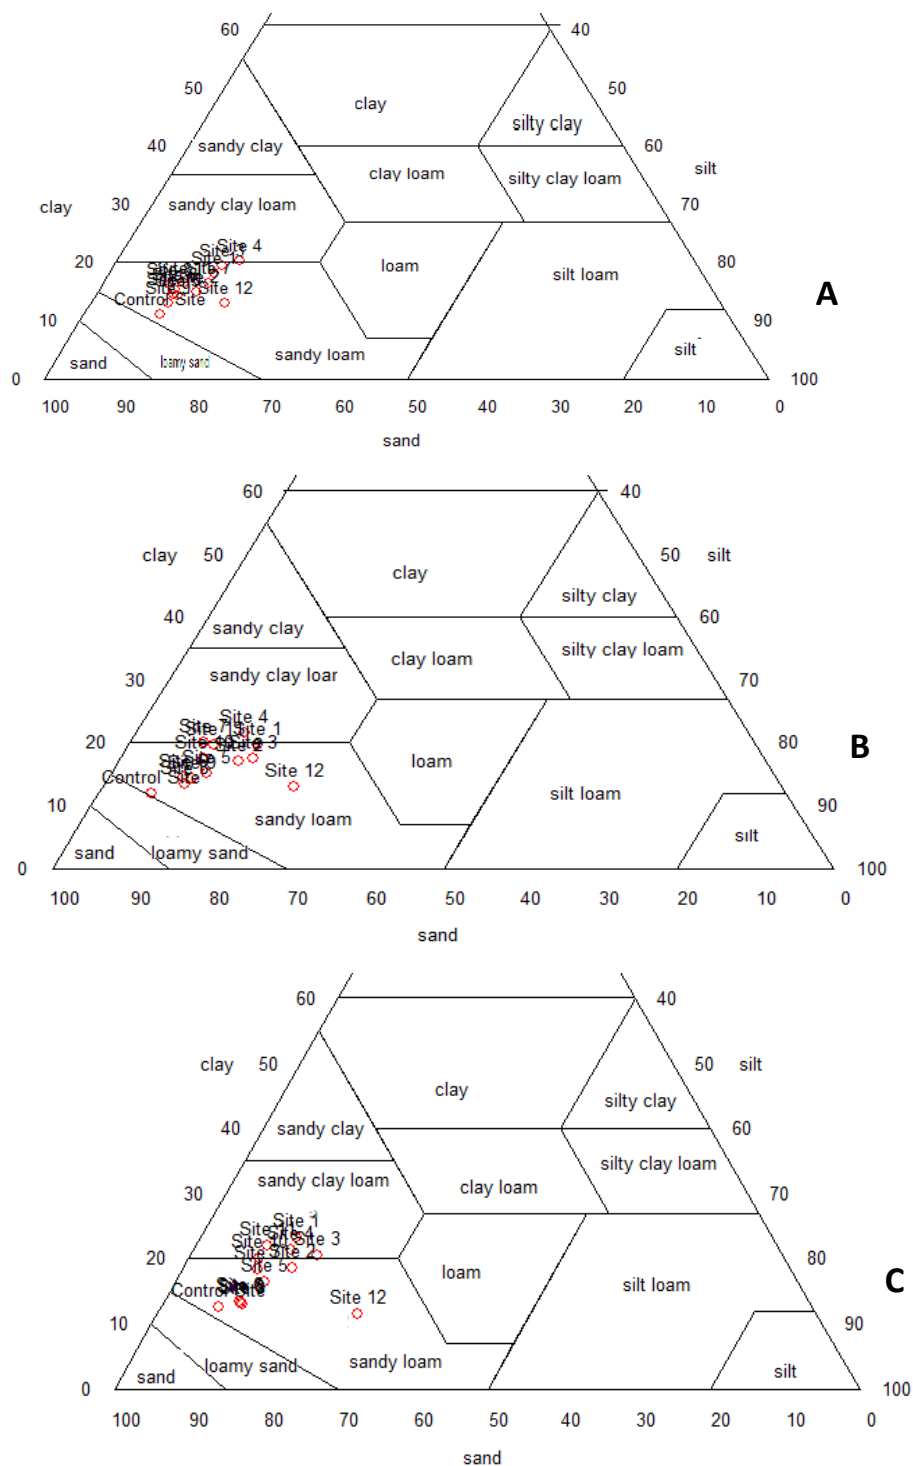 60 40
50 50
clay
silty clay
40 sandy clay 60
clay loam silty clay loam silt
clay 30 sandy clay loam 70
Site 4
20 loam silt loam 80
A
Site 12
Control Site
10 90
sand loamy sand sandy loam silt
0 100
100 90 80 70 60 50 40 30 20 10 0
sand
60 40
clay 50 50 silt
clay
silty clay
40 sandy clay 60
clay loam silty clay loam
30 sandy clay loar 70
Site 4
Site 1
20 80
B
loam
Site 5 Site 12
Control Site silt loam
10 sandy loam 90
sand loamy sand silt
0 100
100 90 80 70 60 50 40 30 20 10 0
sand
60 40
clay 50 50 silt
clay
silty clay
40 sandy clay 60
silty clay loam
30 sandy clay loam clay loam 70
Site 1
Site 4
Site 3
Site 2
20 80
Site 5 loam silt loam C
Control Site Site 12
10 90
sand loamy sand sandy loam silt
0 100
100 90 80 70 60 50 40 30 20 10 0
sand